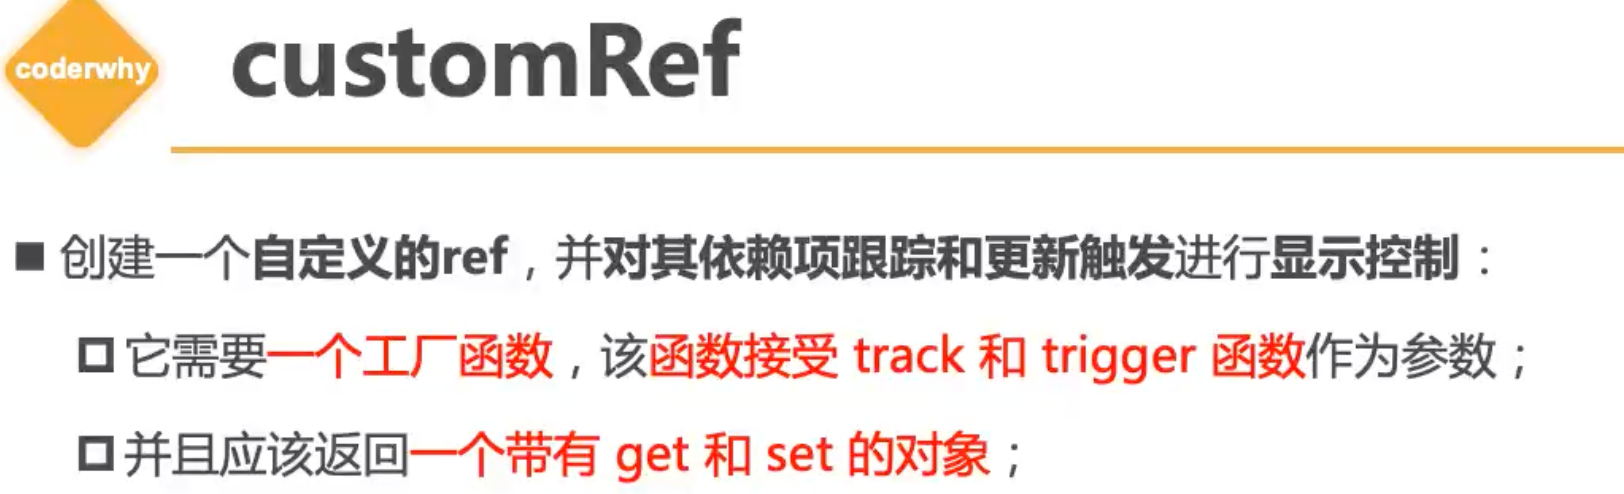 coderwhy
customRef
创建一个自定义的ref，并对其依赖项跟踪和更新触发进行显示控制：
它需要一个工厂函数，该函数接受 track 和 trigger 函数作为参数；
并且应该返回一个带有 get 和 set 的对象；